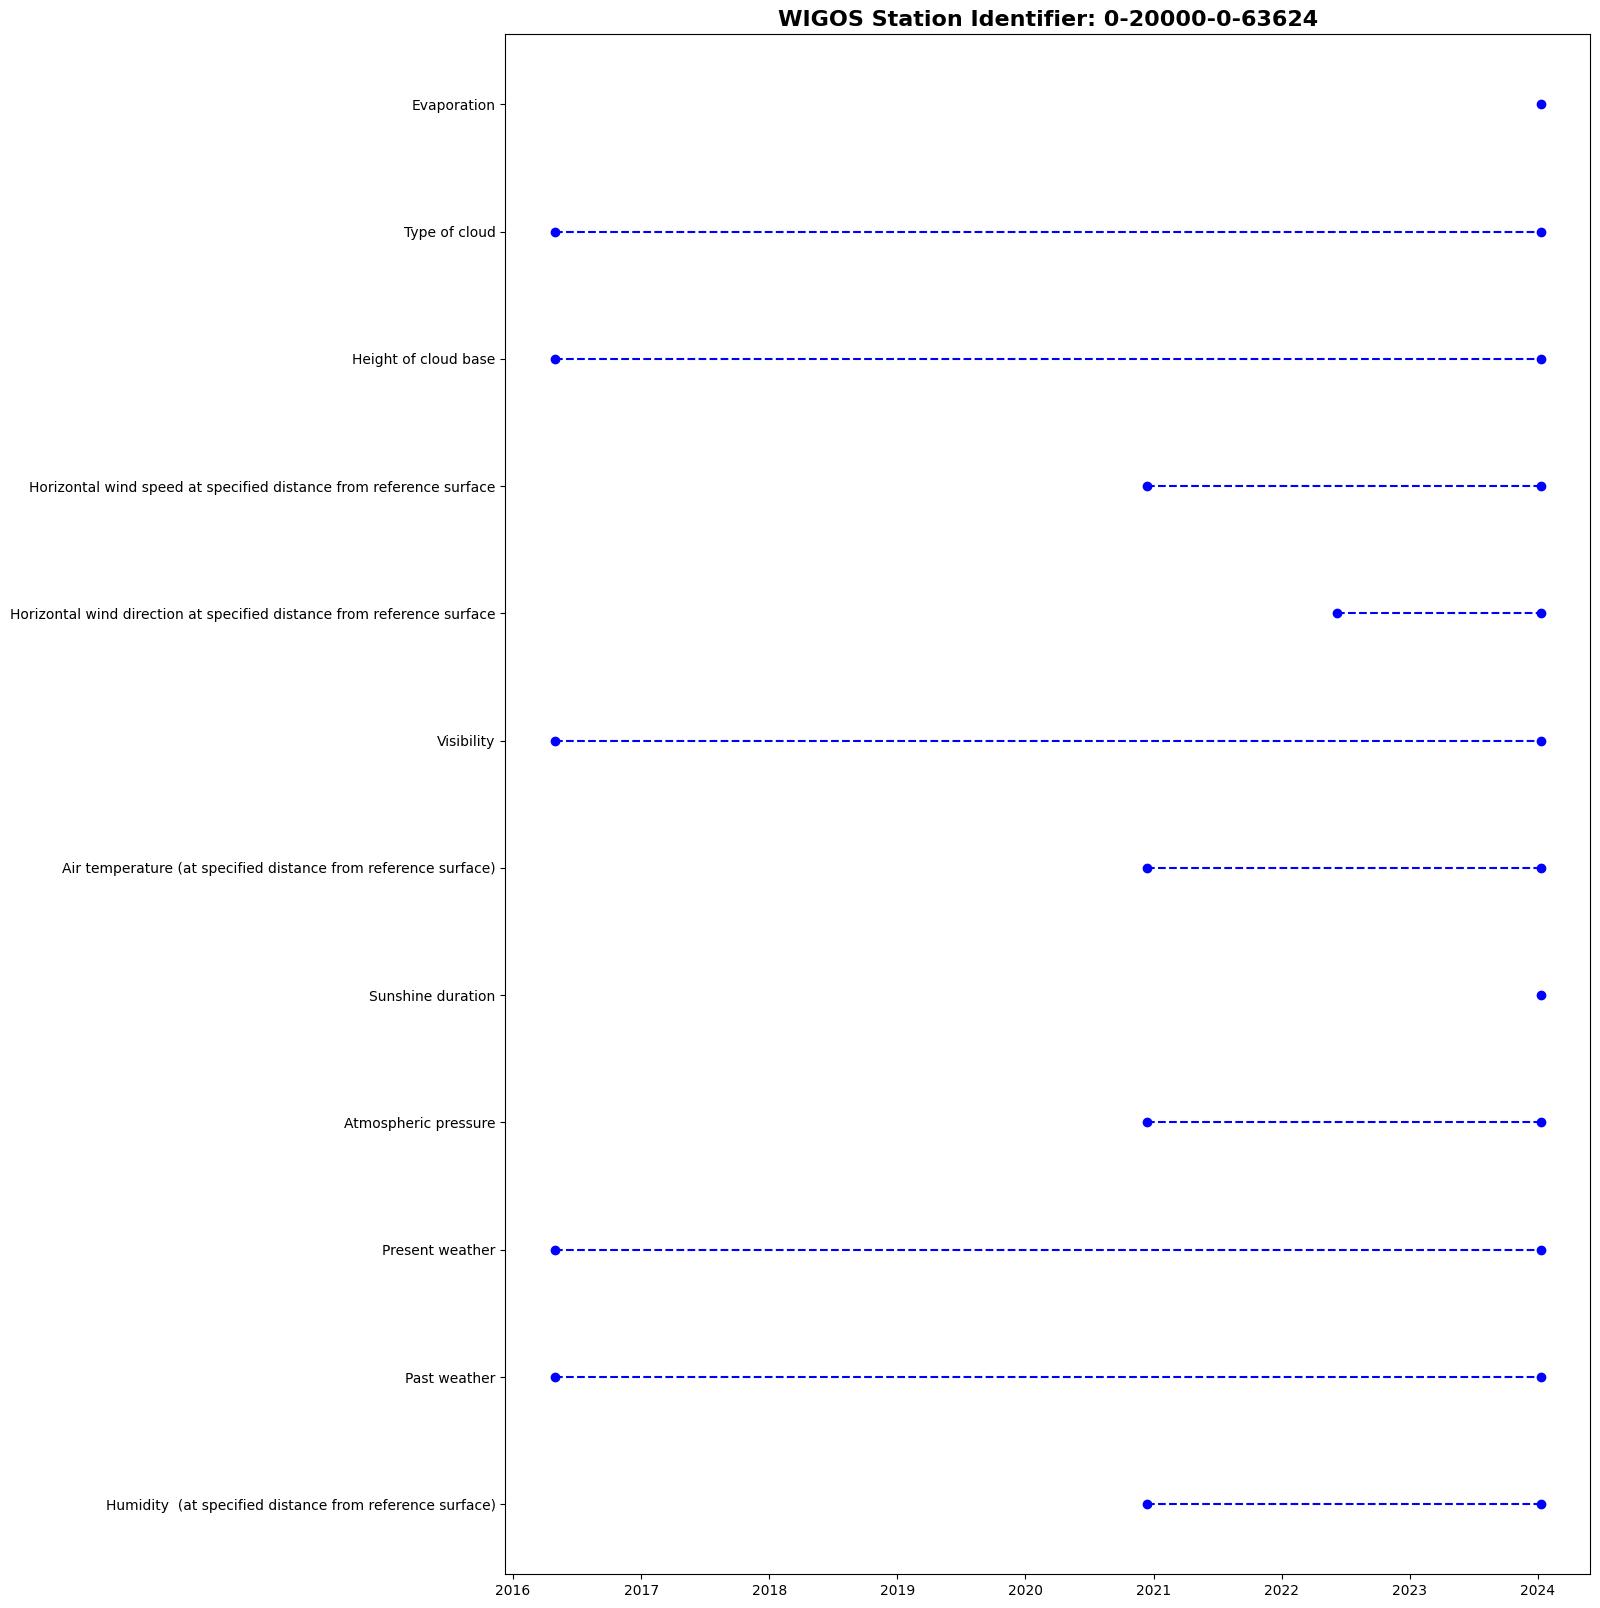 WIGOS Station Identifier: 0-20000-0-63624
Evaporation
Type of cloud
Height of cloud base
Horizontal wind speed at specified distance from reference surface
Horizontal wind direction at specified distance from reference surface
Visibility
Air temperature (at specified distance from reference surface)
Sunshine duration
Atmospheric pressure
Present weather
Past weather
Humidity  (at specified distance from reference surface)
2016 2017 2018 2019 2020 2021 2022 2023 2024